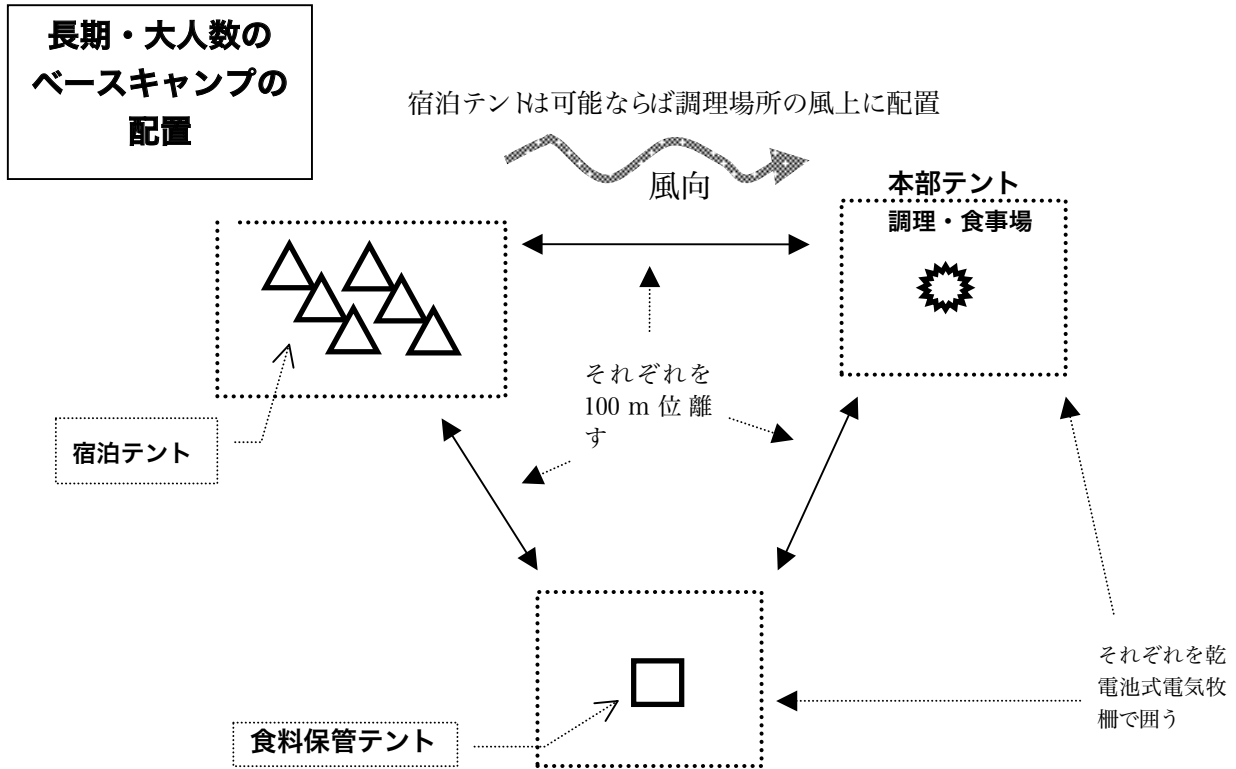 長期・大人数の
ベースキャンプの
配置
宿泊テントは可能ならば調理場所の風上に配置
風向
本部テント
調理・食事場
それぞれを
100 m 位 離
す
宿泊テント
それぞれを乾
電池式電気牧
柵で囲う
食料保管テント